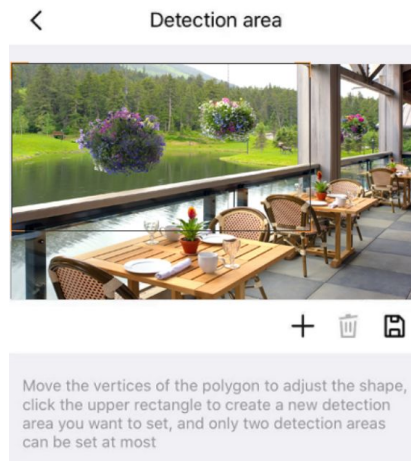 Detection area
Move the vertices of the polygon to adjust the shape,
click the upper rectangle to create a new detection
area you want to set, and only two detection areas
can be set at most